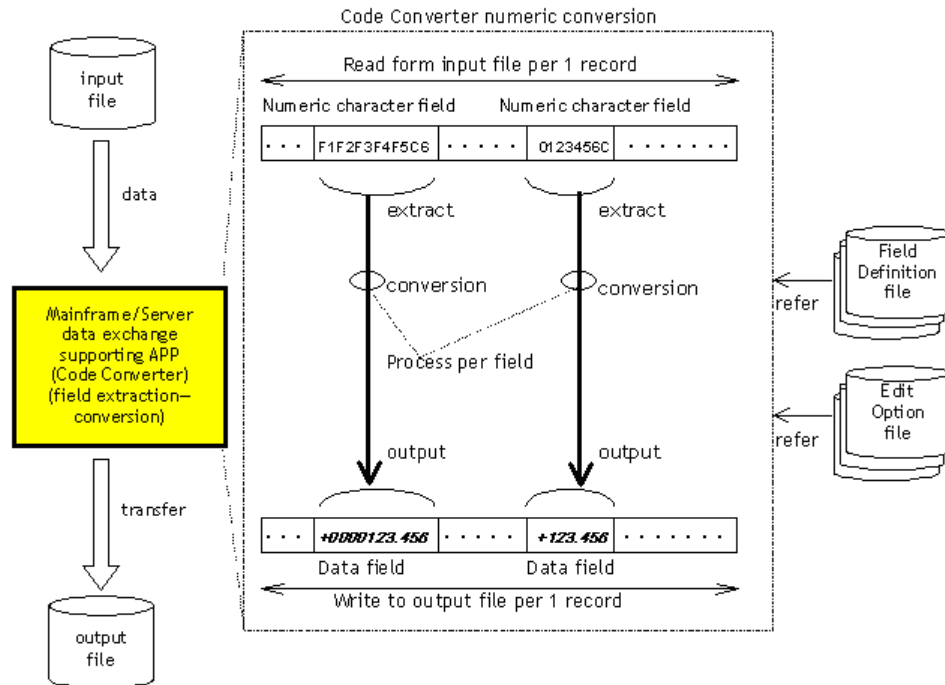 Code Converter numeric conversion
input
file
data
Mainframe/Server
data exchange
supporting APP
(Code Converter)
(field extraction–
conversion)
transfer
output
file
Read form input file per 1 record
Numeric character field
Numeric character field
. . . F1F2F3F4F5C6 . . . . . 0123456C . . . . . . .
extract
extract
conversion
conversion
Process per field
output
output
. . . +0000123.456 . . . . . +123.456 . . . . . . .
Data field
Data field
Write to output file per 1 record
Field
Definition
file
refer
Edit
Option
file
refer